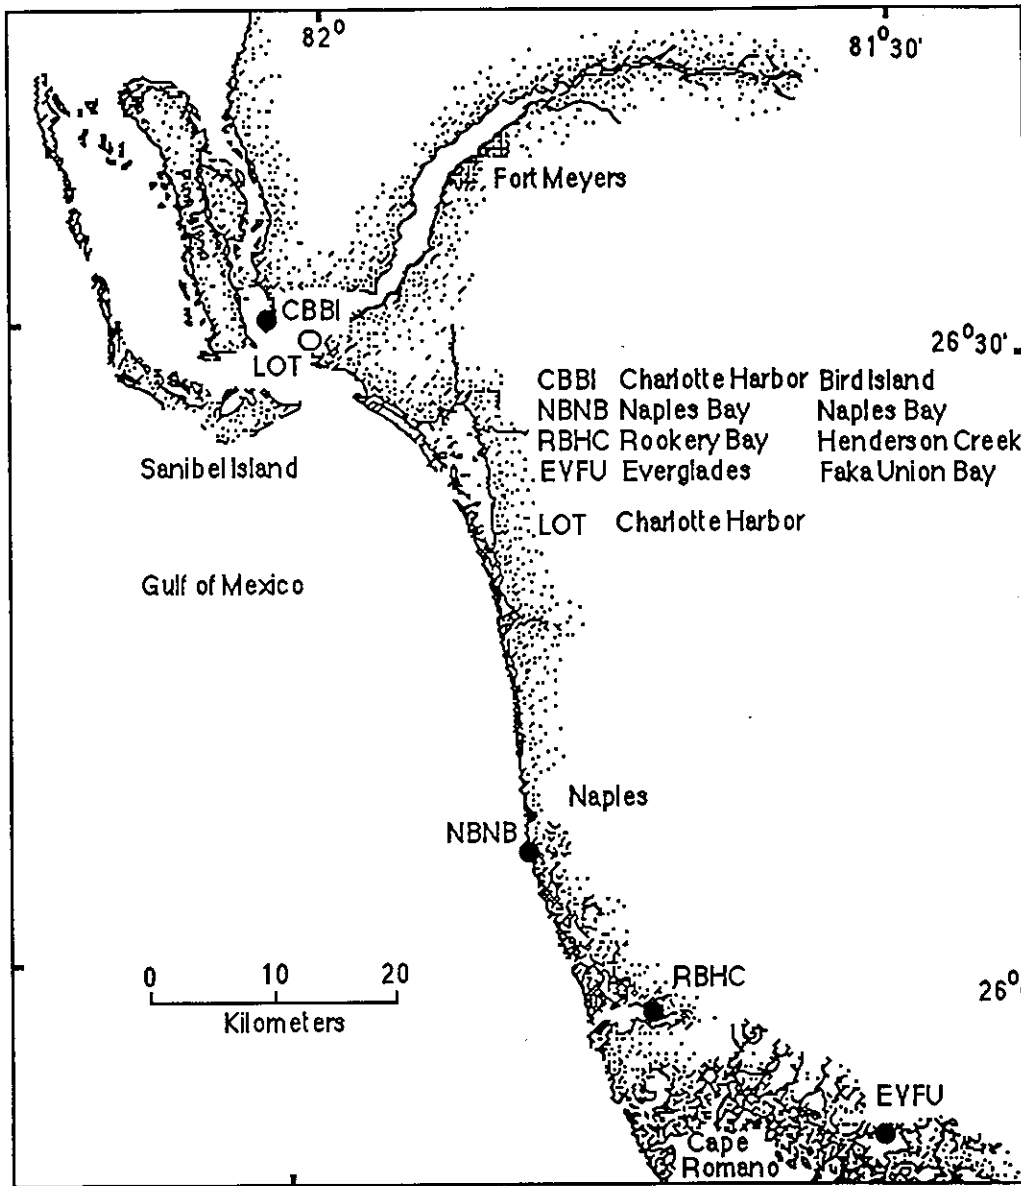 82°
81°30'
Fort Meyers
CBBI
26°30'
LOT
CBBI Charlotte Harbor Bird Island
NBNB Naples Bay Naples Bay
RBHC Rookery Bay Henderson Creek
EYFU Everglades Faka Union Bay
LOT Charlotte Harbor
Sanibel Island
Gulf of Mexico
Naples
NBNB
RBHC
26°
0 10 20
Kilometers
EYFU
Cape
Romano